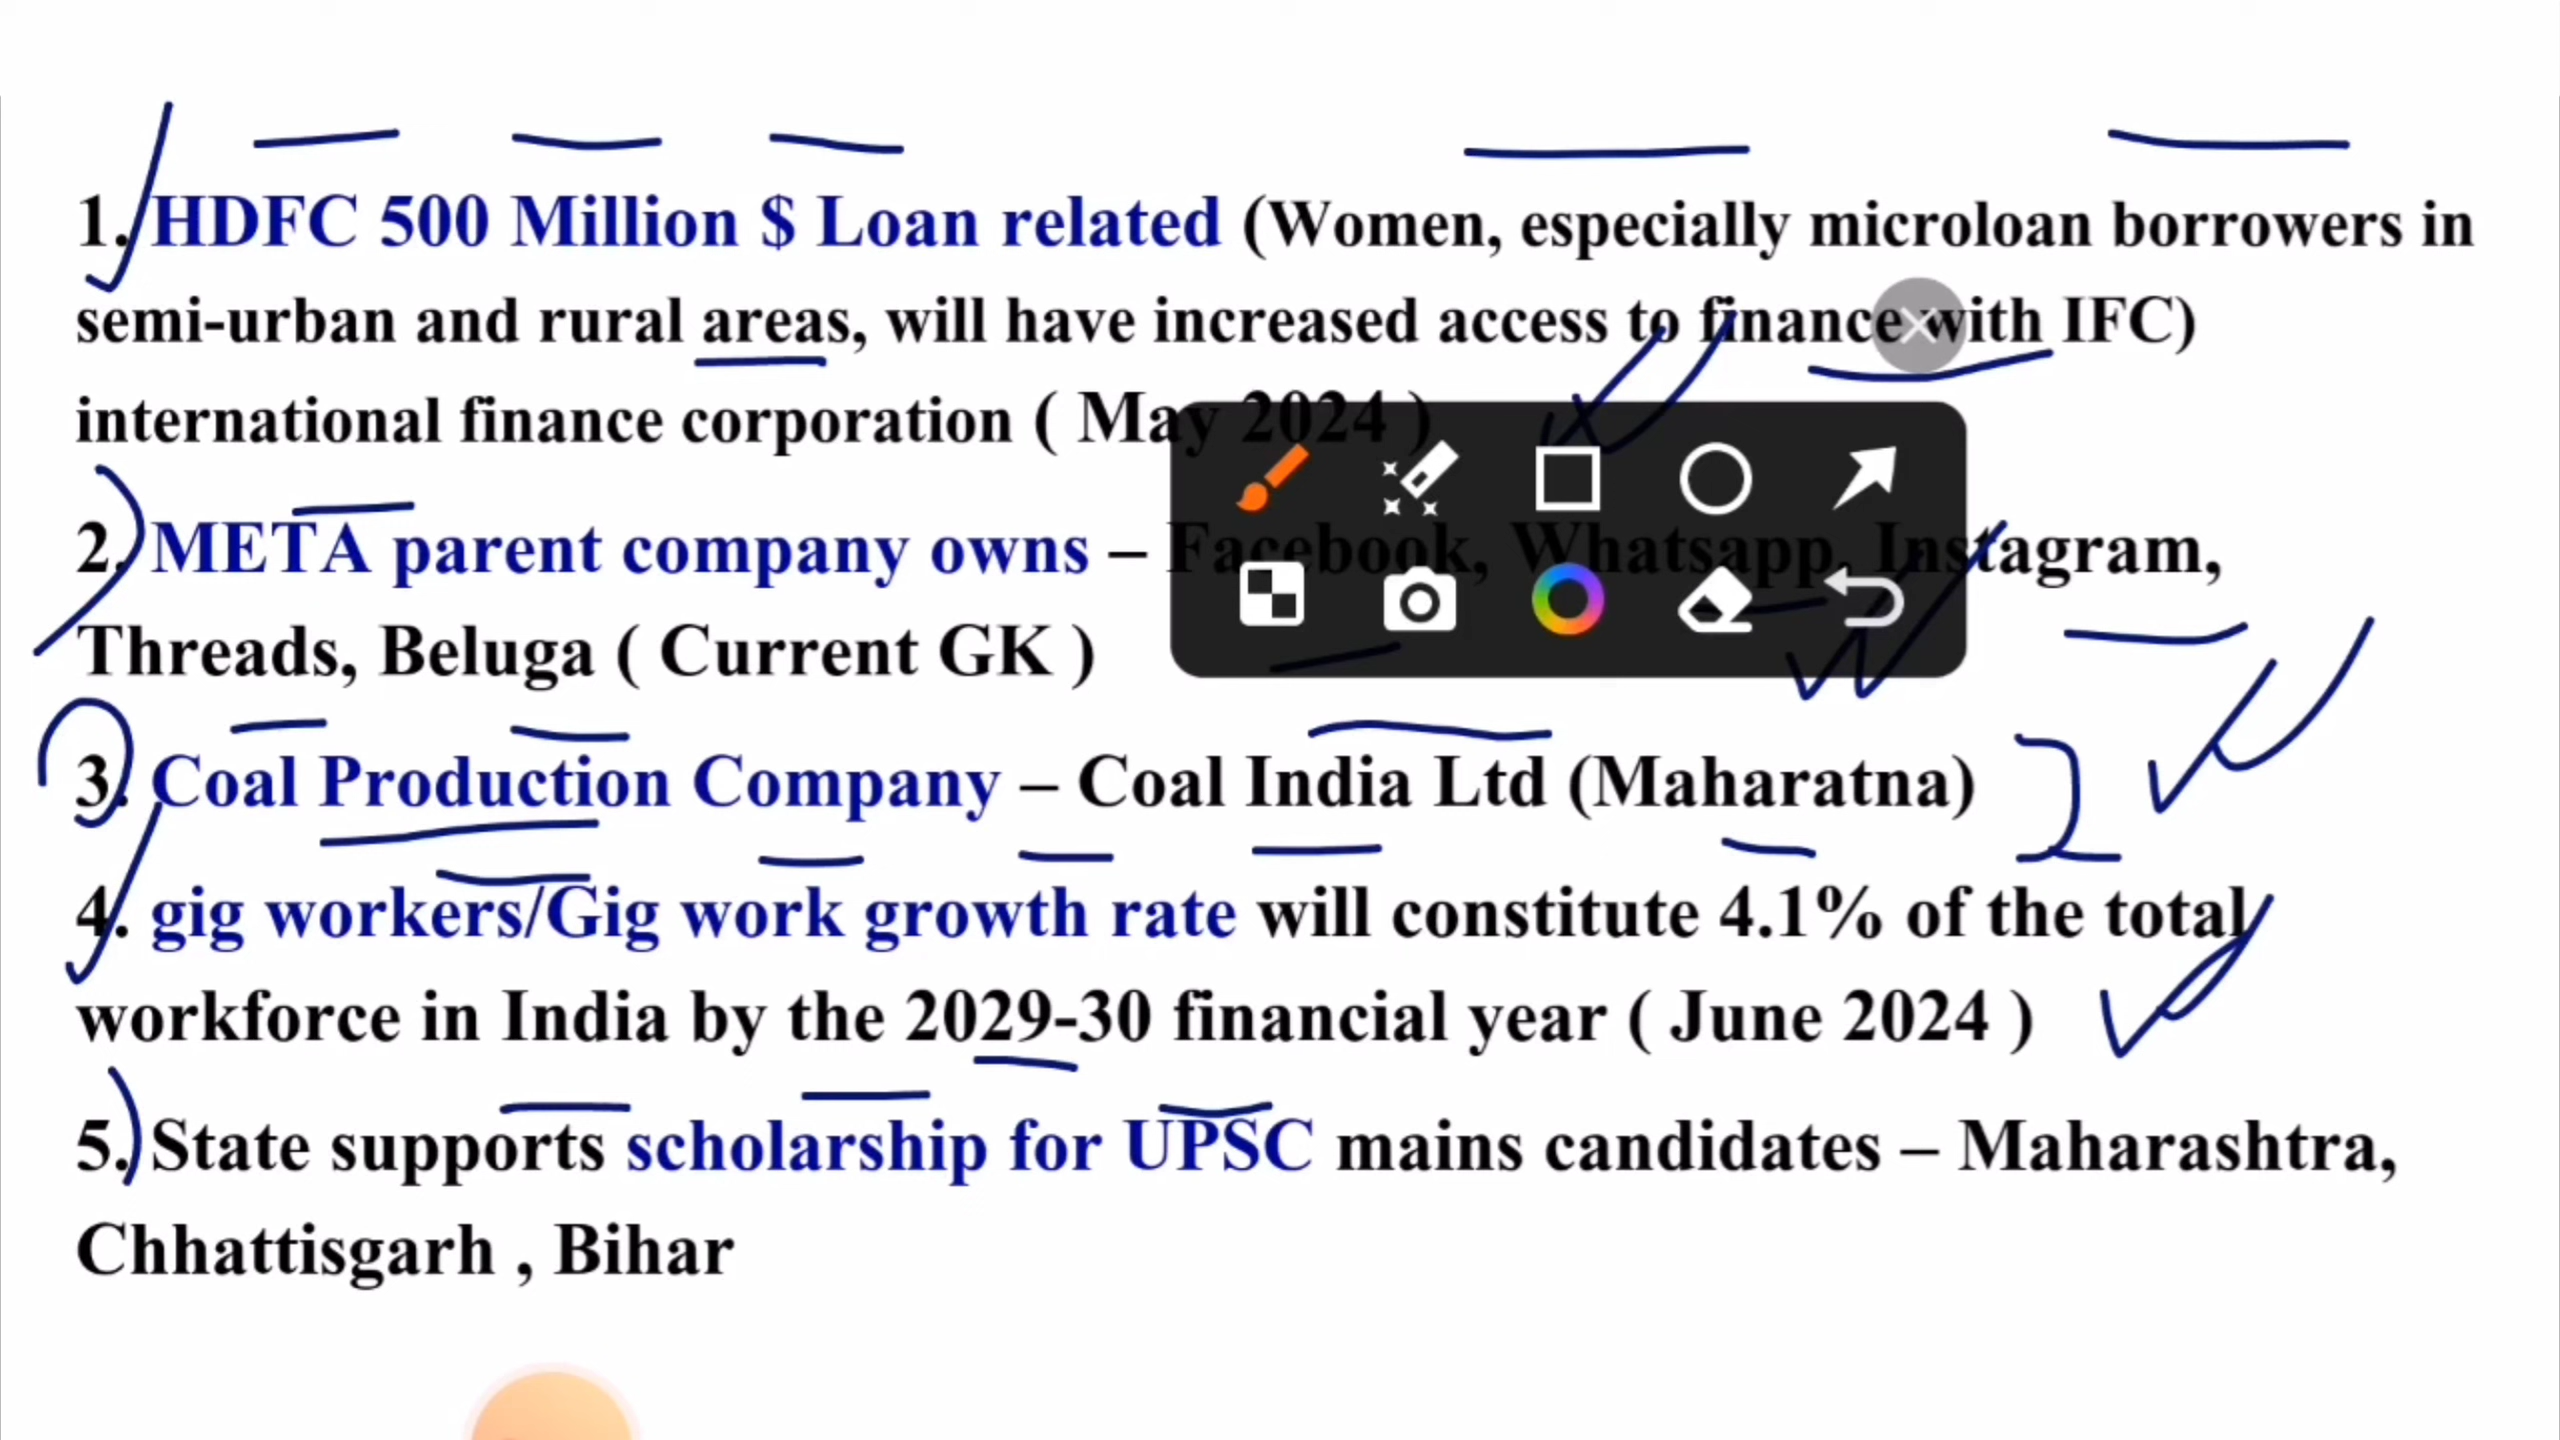 1. HDFC 500 Million $ Loan related (Women, especially microloan borrowers in
semi-urban and rural areas, will have increased access to finance with IFC)
international finance corporation ( May 2024 )
2. META parent company owns – Facebook, Whatsapp, Instagram,
Threads, Beluga ( Current GK )
3. Coal Production Company – Coal India Ltd (Maharatna)
4. gig workers/Gig work growth rate will constitute 4.1% of the total
workforce in India by the 2029-30 financial year ( June 2024 )
5. State supports scholarship for UPSC mains candidates – Maharashtra,
Chhattisgarh , Bihar